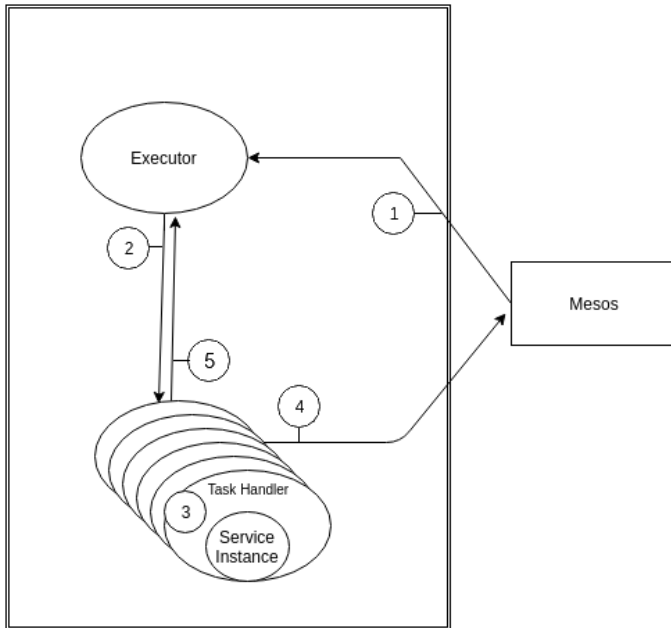 Executor
1
2
Mesos
5
4
Task Handler
3
Service
Instance